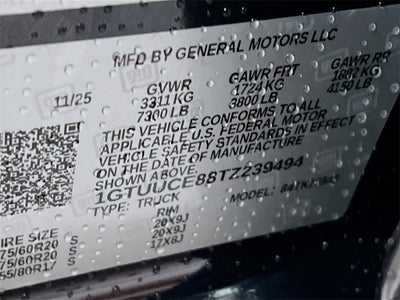 MFD BY GENERAL MOTORS LLC
11/25
GVWR GAWR FRT GAWR RR
3311 KG 1724 KG 1882 KG
7300 LB 3800 LB 4150 LB
THIS VEHICLE CONFORMS TO ALL
APPLICABLE U.S. FEDERAL MOTOR
VEHICLE SAFETY STANDARDS IN EFFECT
ON THE DATE OF MANUFACTURE
SHOWN ABOVE.
1GTUUCE88TZ239494
TYPE: TRUCK MODEL:
IRE SIZE RIM
75/60R20 S 20X9J
75/60R20 S 20X9J
55/80R17 S 17X8J